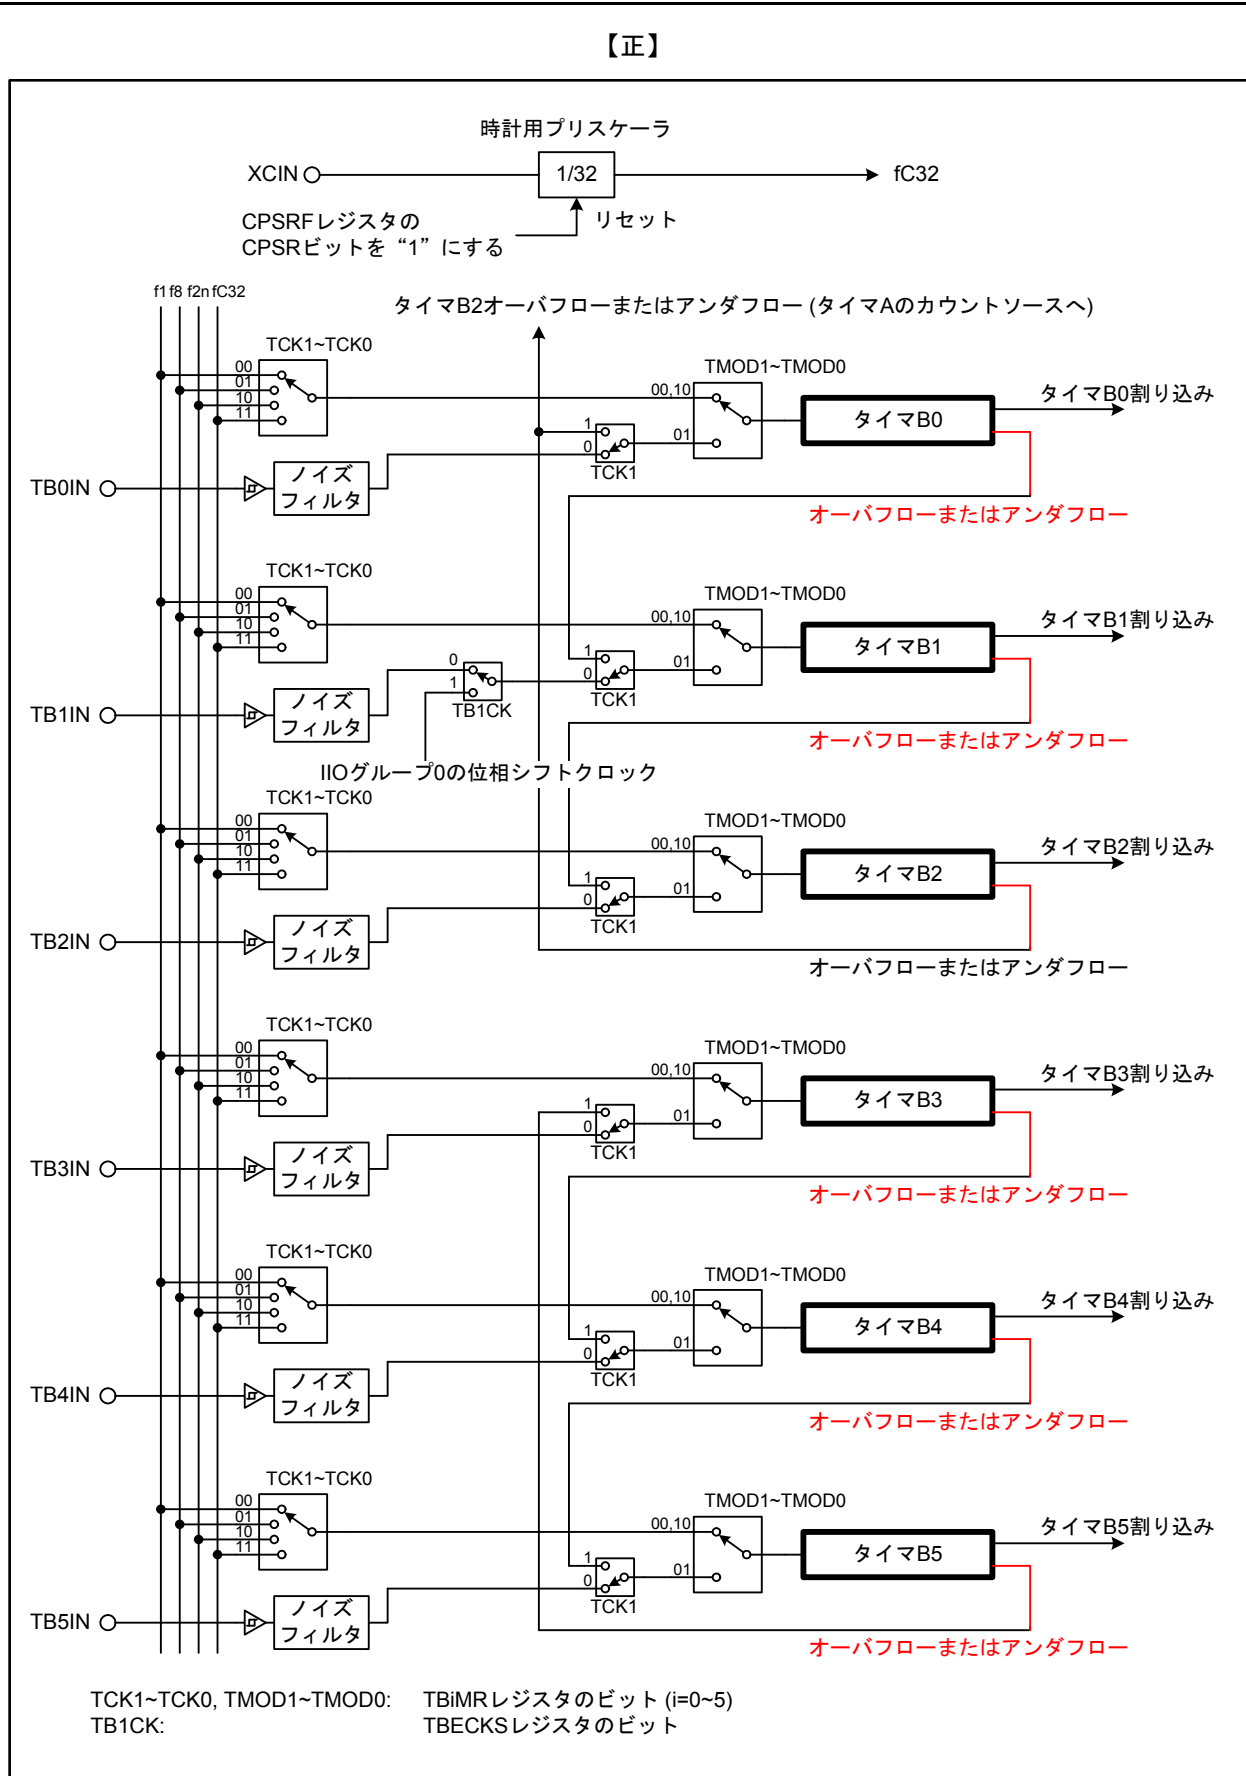 【正】
時計用プリスケーラ
XCIN
1/32
fC32
CPSRFレジスタの
CPSRビットを“1”にする
リセット
f1 f8 f2n fC32
タイマB2オーバフローまたはアンダフロー (タイマAのカウントソースへ)
TCK1~TCK0
00
01
10
11
TMOD1~TMOD0
00,10
01
1
0
TCK1
タイマB0
タイマB0割り込み
TB0IN
ノイズ
フィルタ
オーバフローまたはアンダフロー
TCK1~TCK0
00
01
10
11
TMOD1~TMOD0
00,10
01
1
0
TCK1
タイマB1
タイマB1割り込み
0
1
TB1CK
TB1IN
ノイズ
フィルタ
オーバフローまたはアンダフロー
IIOグループ0の位相シフトクロック
TCK1~TCK0
00
01
10
11
TMOD1~TMOD0
00,10
01
1
0
TCK1
タイマB2
タイマB2割り込み
TB2IN
ノイズ
フィルタ
オーバフローまたはアンダフロー
TCK1~TCK0
00
01
10
11
TMOD1~TMOD0
00,10
01
1
0
TCK1
タイマB3
タイマB3割り込み
TB3IN
ノイズ
フィルタ
オーバフローまたはアンダフロー
TCK1~TCK0
00
01
10
11
TMOD1~TMOD0
00,10
01
1
0
TCK1
タイマB4
タイマB4割り込み
TB4IN
ノイズ
フィルタ
オーバフローまたはアンダフロー
TCK1~TCK0
00
01
10
11
TMOD1~TMOD0
00,10
01
1
0
TCK1
タイマB5
タイマB5割り込み
TB5IN
ノイズ
フィルタ
オーバフローまたはアンダフロー
TCK1~TCK0, TMOD1~TMOD0: TBiMRレジスタのビット (i=0~5)
TB1CK: TBECKSレジスタのビット